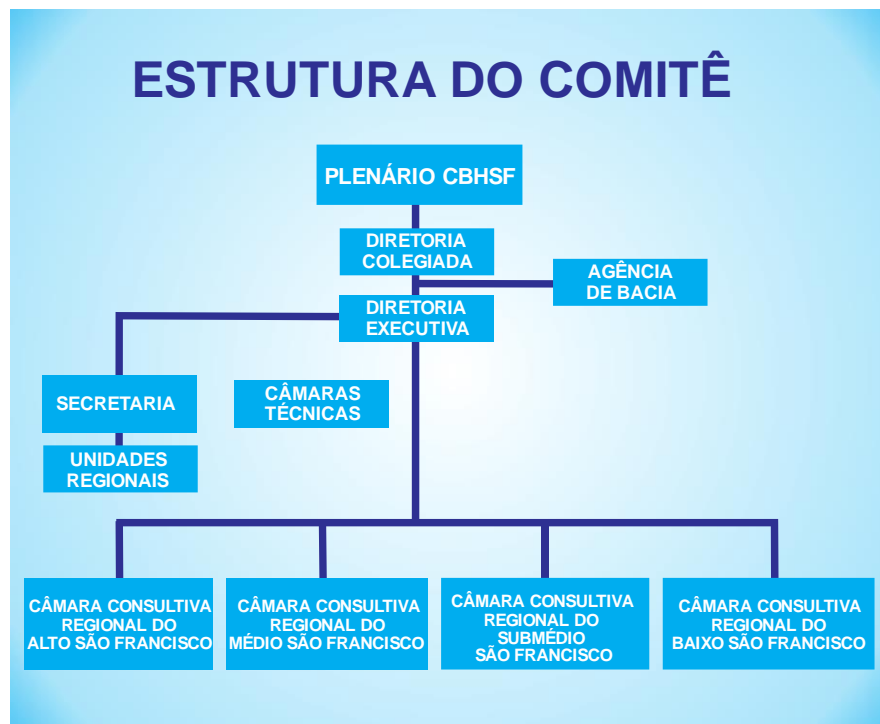 ESTRUTURA DO COMITÊ
PLENÁRIO CBHSF
DIRETORIA
COLEGIADA
AGÊNCIA
DE BACIA
DIRETORIA
EXECUTIVA
SECRETARIA
CÂMARAS
TÉCNICAS
UNIDADES
REGIONAIS
CÂMARA CONSULTIVA
REGIONAL DO
ALTO SÃO FRANCISCO
CÂMARA CONSULTIVA
REGIONAL DO
MÉDIO SÃO FRANCISCO
CÂMARA CONSULTIVA
REGIONAL DO
SUBMÉDIO
SÃO FRANCISCO
CÂMARA CONSULTIVA
REGIONAL DO
BAIXO SÃO FRANCISCO